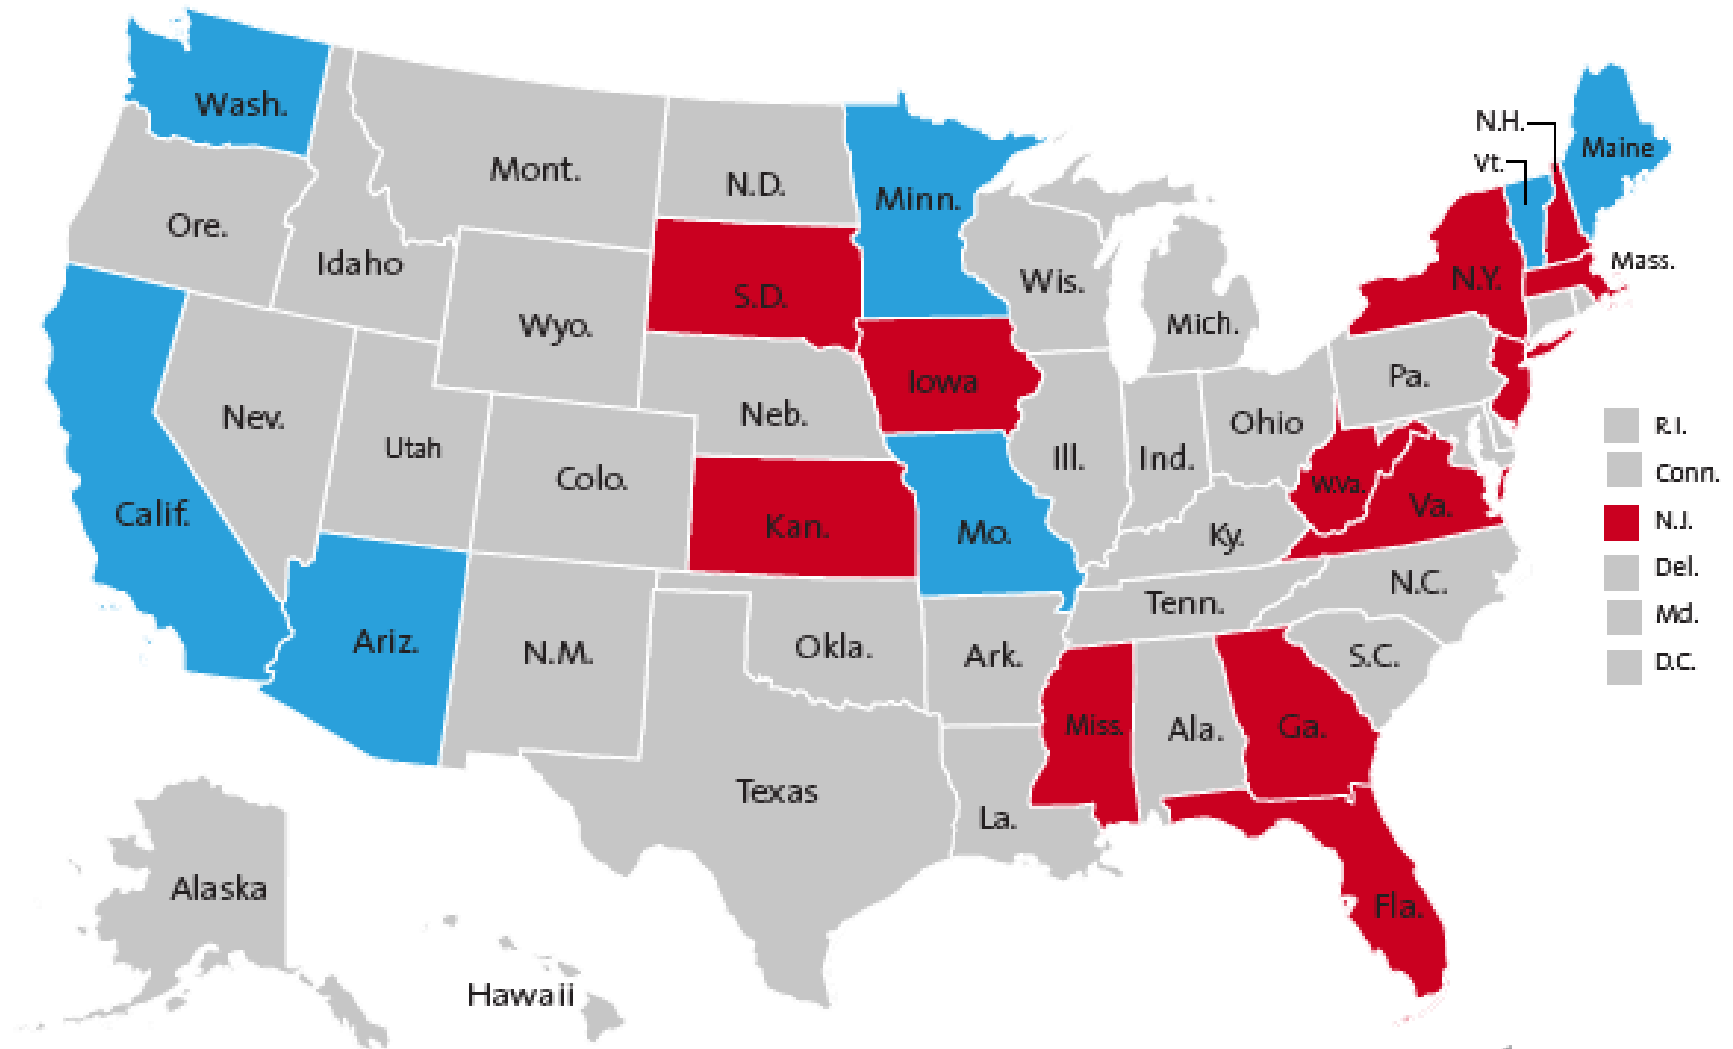 Wash.
Ore.
Calif.
Idaho
Nev.
Mont.
Wyo.
Utah
Ariz.
Colo.
N.M.
N.D.
S.D.
Neb.
Kan.
Okla.
Texas
Minn.
Iowa
Mo.
Ark.
La.
Wis.
Ill.
Mich.
Ind.
Ohio
Ky.
Tenn.
Miss.
Ala.
Ga.
Fla.
S.C.
N.C.
Va.
W.Va.
Pa.
N.Y.
Vt.
N.H.
Maine
Mass.
R.I.
Conn.
N.J.
Del.
Md.
D.C.
Alaska
Hawaii